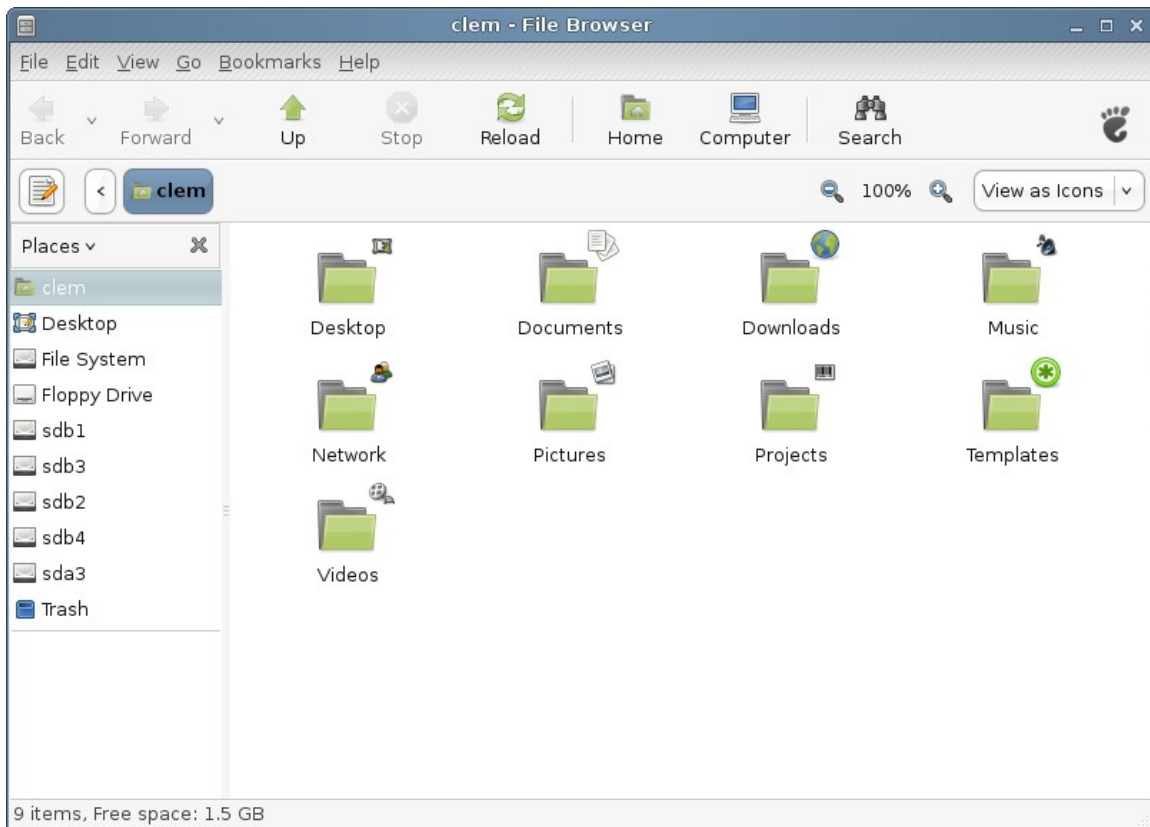 clem - File Browser
File Edit View Go Bookmarks Help
Back Forward Up Stop Reload Home Computer Search
clem 100% View as Icons
Places
clem
Desktop
File System
Floppy Drive
sdb1
sdb3
sdb2
sdb4
sda3
Trash
Desktop Documents Downloads Music
Network Pictures Projects Templates
Videos
9 items, Free space: 1.5 GB